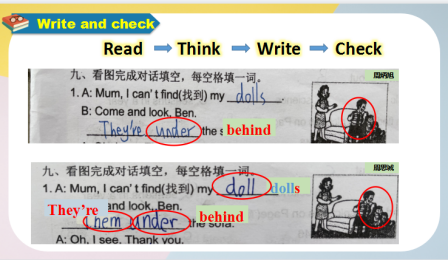 Write and check
Read Think Write Check
九、看图完成对话填空，每空格填一词。
1. A: Mum, I can't find(找到) my dolls.
B: Come and look, Ben.
They're under the s behind
九、看图完成对话填空，每空格填一词。
1. A: Mum, I can't find(找到) my doll dolls
They're nd look, Ben.
them under the sofa. behind
A: Oh, I see. Thank you.